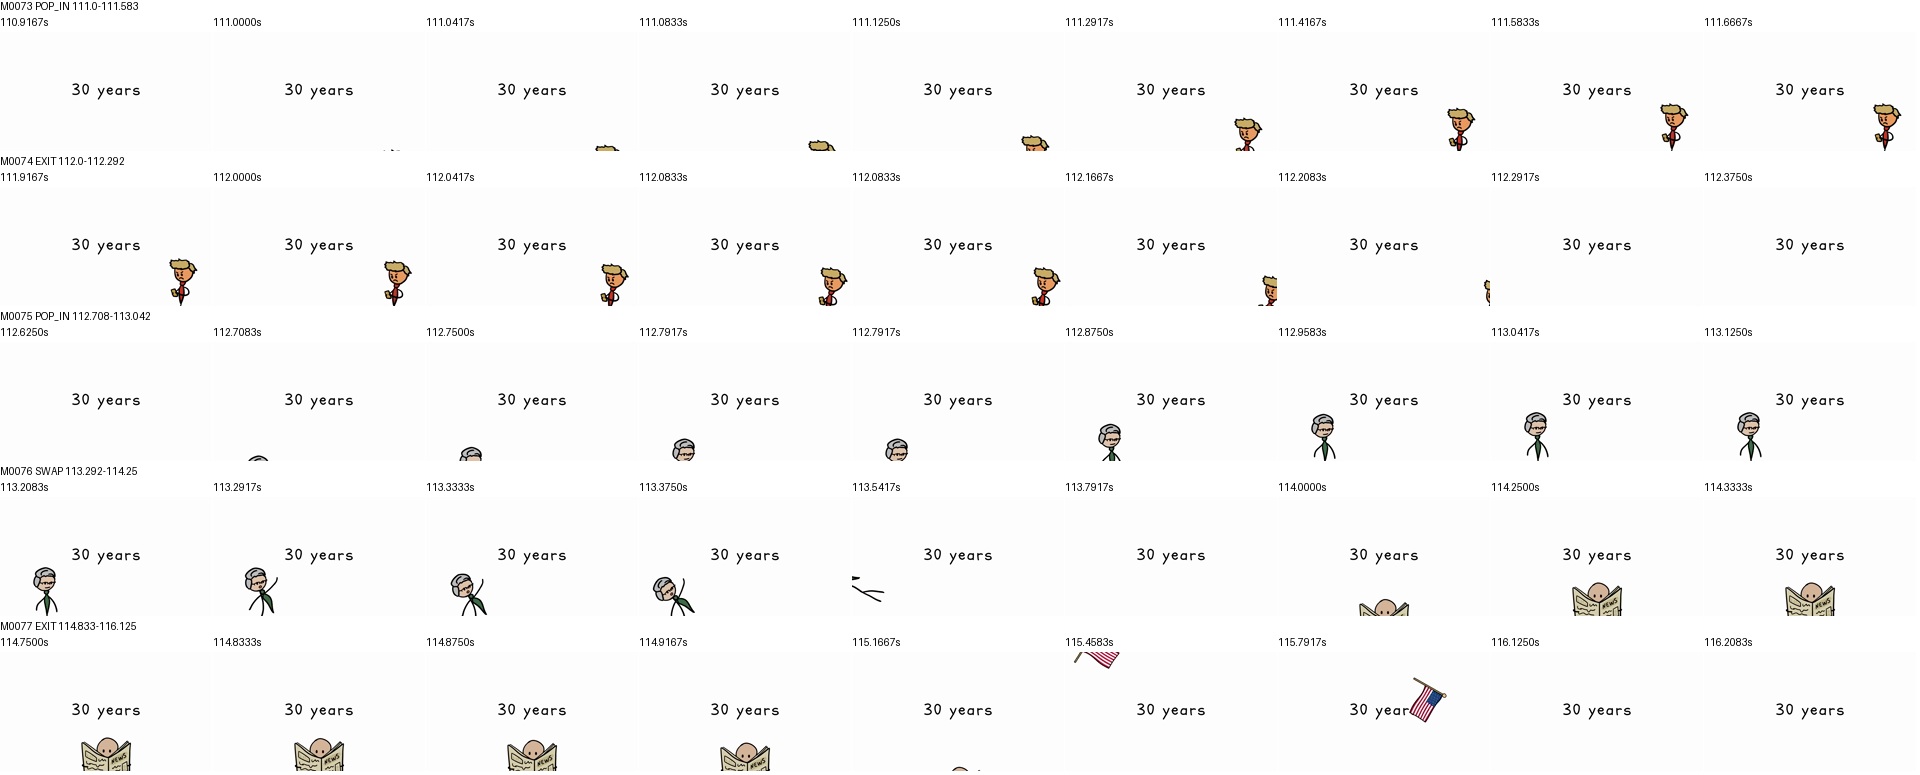 M0073 POP_IN 111.0-111.583
110.9167s 111.0000s 111.0417s 111.0833s 111.1250s 111.2917s 111.4167s 111.5833s 111.6667s
30 years 30 years 30 years 30 years 30 years 30 years 30 years 30 years 30 years
M0074 EXIT 112.0-112.292
111.9167s 112.0000s 112.0417s 112.0833s 112.0833s 112.1667s 112.2083s 112.2917s 112.3750s
30 years 30 years 30 years 30 years 30 years 30 years 30 years 30 years 30 years
M0075 POP_IN 112.708-113.042
112.6250s 112.7083s 112.7500s 112.7917s 112.7917s 112.8750s 112.9583s 113.0417s 113.1250s
30 years 30 years 30 years 30 years 30 years 30 years 30 years 30 years 30 years
M0076 SWAP 113.292-114.25
113.2083s 113.2917s 113.3333s 113.3750s 113.5417s 113.7917s 114.0000s 114.2500s 114.3333s
30 years 30 years 30 years 30 years 30 years 30 years 30 years 30 years 30 years
NEWS NEWS
M0077 EXIT 114.833-116.125
114.7500s 114.8333s 114.8750s 114.9167s 115.1667s 115.4583s 115.7917s 116.1250s 116.2083s
30 years 30 years 30 years 30 years 30 years 30 years 30 year 30 years 30 years
NEWS NEWS NEWS NEWS